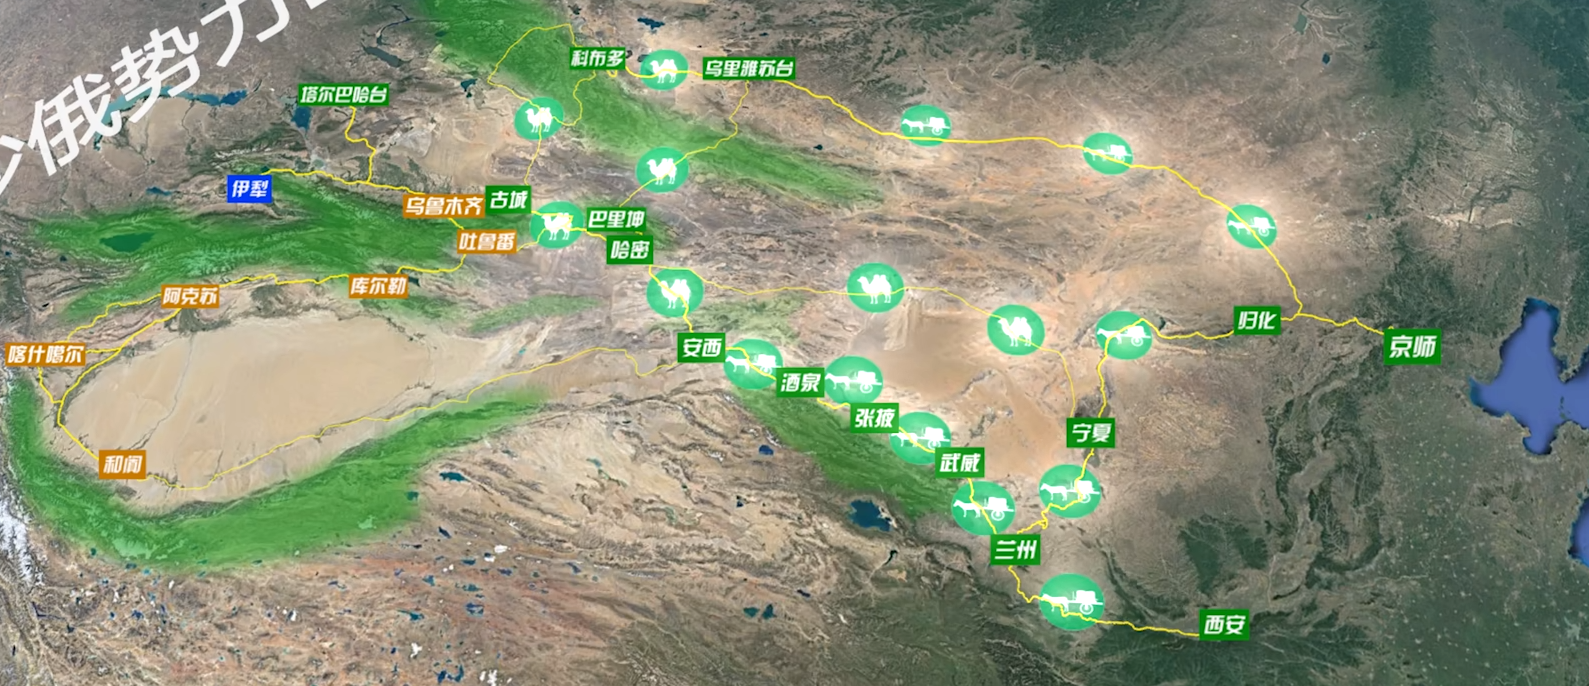 沙俄势力
科布多
乌里雅苏台
塔尔巴哈台
伊犁
乌鲁木齐
古城
巴里坤
吐鲁番
哈密
阿克苏
库尔勒
喀什噶尔
安西
归化
京师
酒泉
张掖
宁夏
武威
和阗
兰州
西安